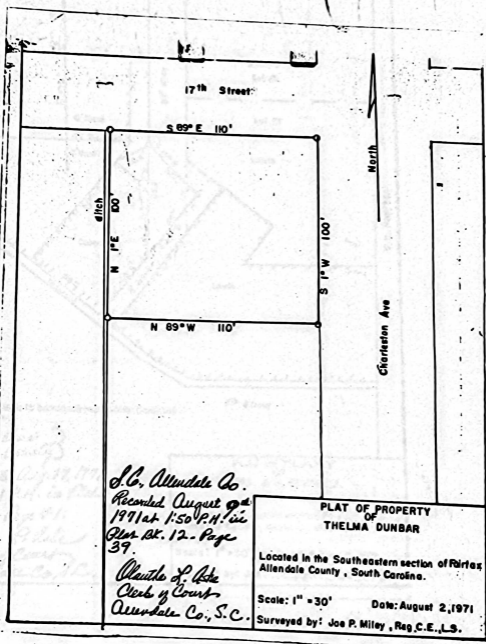 17th Street
S 89° E 110'
North
ditch
N 1° E 100'
S 1° W 100'
N 89° W 110'
Charleston Ave
S.C. Allendale Co.
Recorded August
1971 at 1:50 P.M. in
Plat Bk. 12 - Page
39.
Clerk of Court
Allendale Co., S.C.
PLAT OF PROPERTY
OF
THELMA DUNBAR
Located in the Southeastern section of Fairfax
Allendale County, South Carolina.
Scale: 1" = 30' Date: August 2, 1971
Surveyed by: Joe P. Miley, Reg. C.E., L.S.